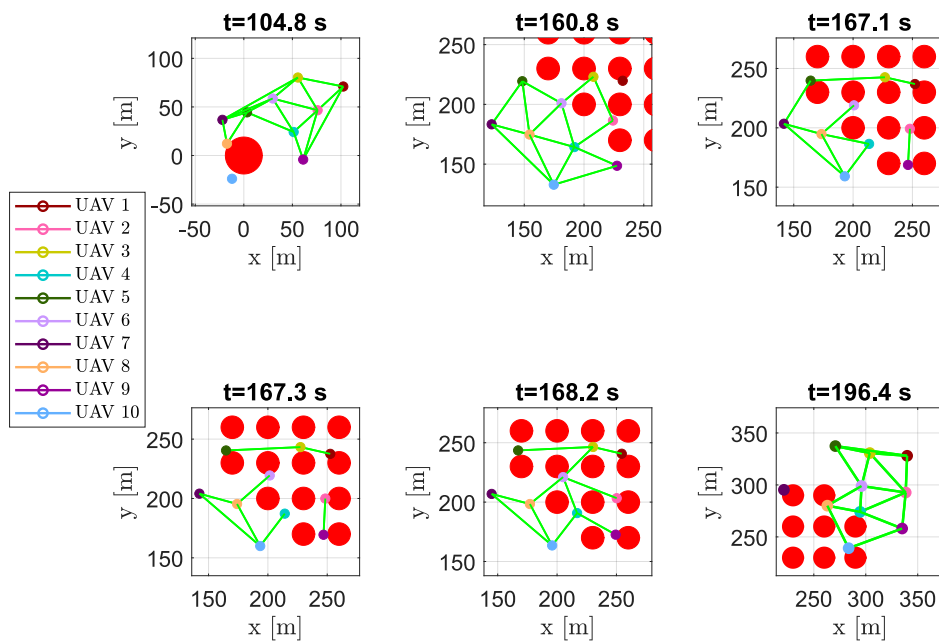 t=104.8 s
100
50
0
-50
y [m]
-50 0 50 100
x [m]
t=160.8 s
250
200
150
y [m]
150 200 250
x [m]
t=167.1 s
250
200
150
y [m]
150 200 250
x [m]
UAV 1
UAV 2
UAV 3
UAV 4
UAV 5
UAV 6
UAV 7
UAV 8
UAV 9
UAV 10
t=167.3 s
250
200
150
y [m]
150 200 250
x [m]
t=168.2 s
250
200
150
y [m]
150 200 250
x [m]
t=196.4 s
350
300
250
y [m]
250 300 350
x [m]